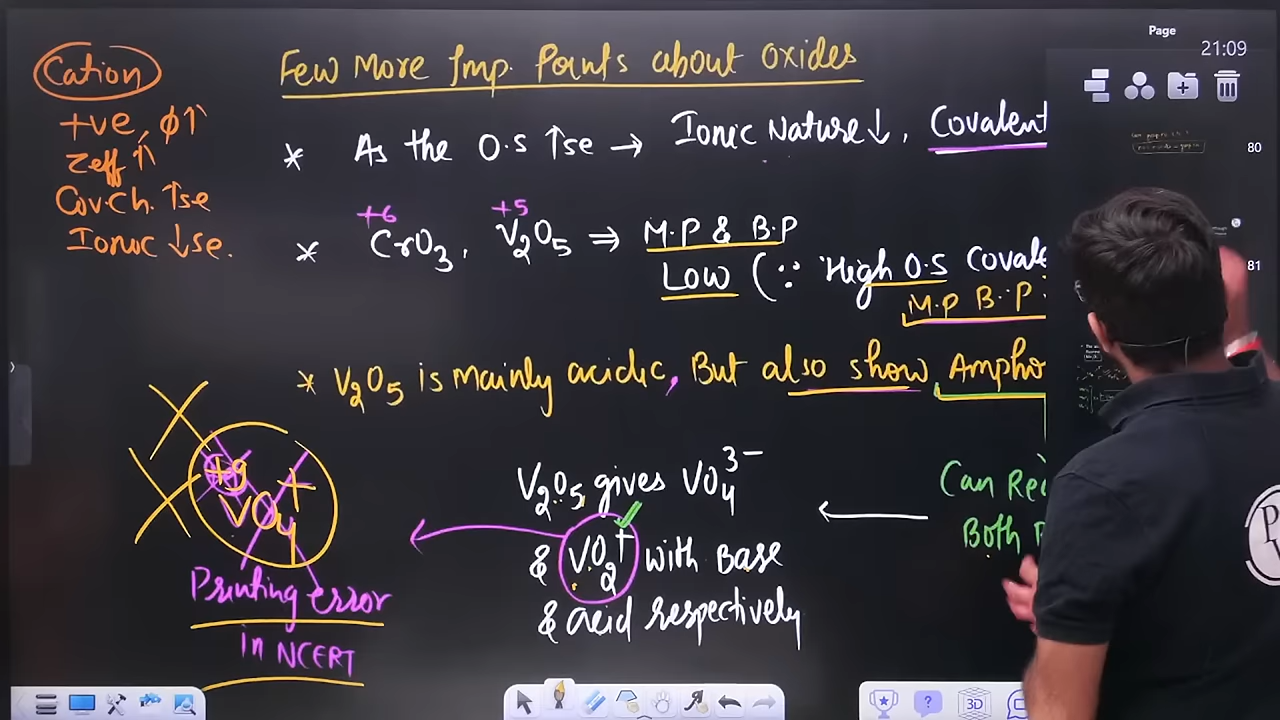 Page
21:09
80
81
Few More Imp. Points about oxides
Cation
+ve, φ↑
Zeff ↑
Cov.Ch. ↑se
Ionic ↓se.
* As the O.S ↑se → Ionic Nature↓, Covalent
+6 +5
* CrO3, V2O5 ⇒ M.P & B.P
Low (∵ High O.S Covale
M.P B.P
* V2O5 is mainly acidic, But also show Ampho
V2O5 gives VO4 3−
& VO2+ with Base
& acid respectively
Can
Both
+9
VO4+
Printing error
in NCERT
3D
P